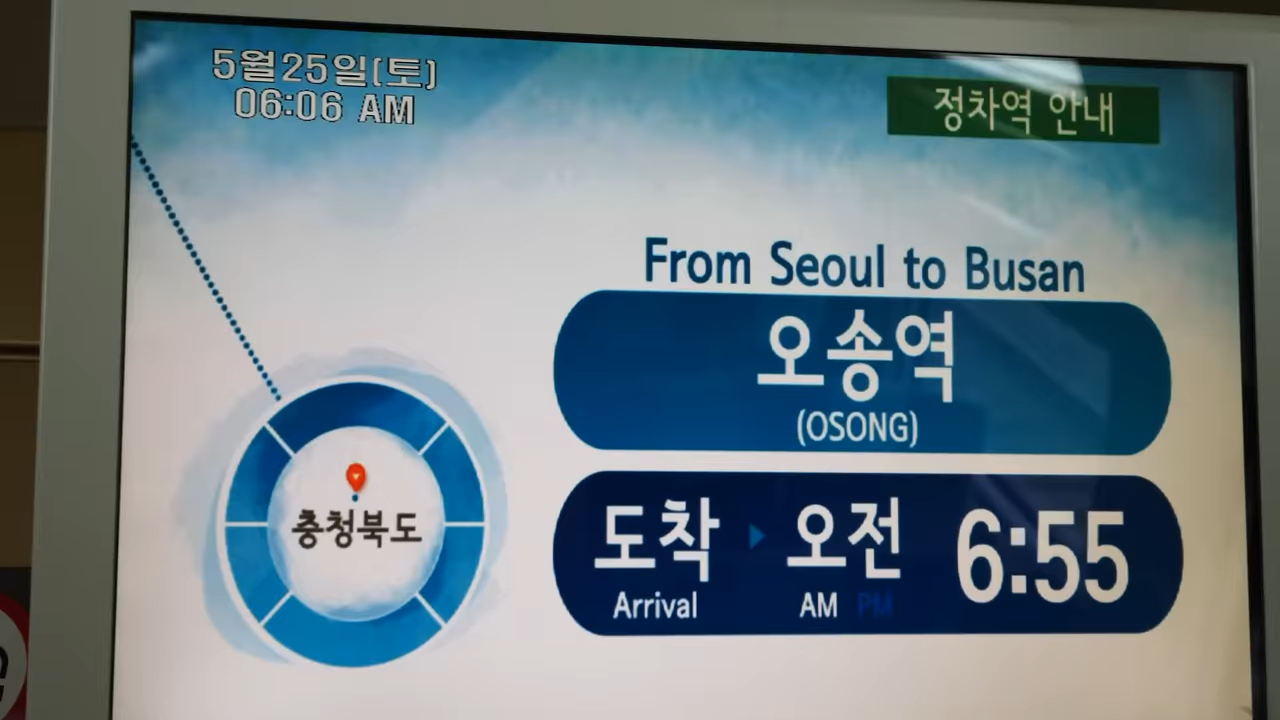 5월25일(토)
06:06 AM
정차역 안내
From Seoul to Busan
오송역
(OSONG)
충청북도
도착 오전 6:55
Arrival AM PM